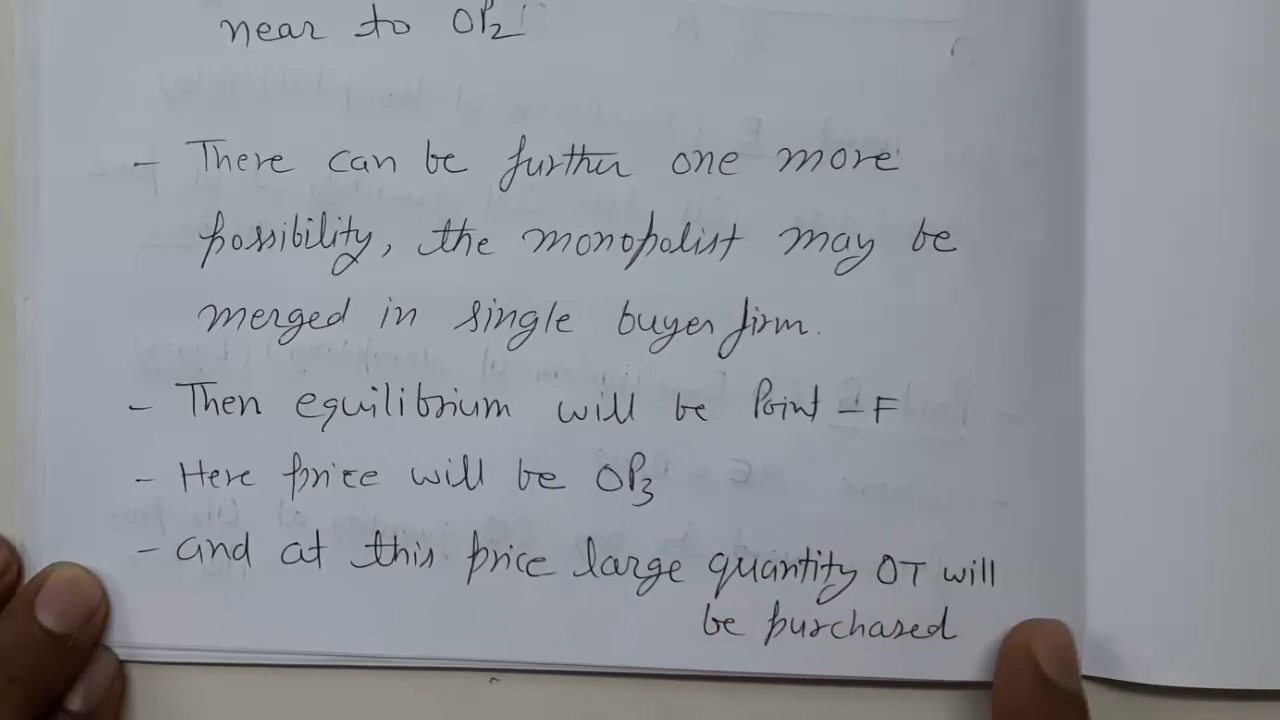 near to OP2
- There can be further one more
possibility, the monopolist may be
merged in single buyer firm.
- Then equilibrium will be Point - F
- Here price will be OP3
- and at this price large quantity OT will
be purchased